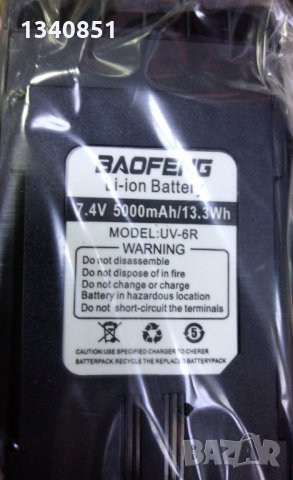 1340851
BAOFENG
Li-ion Battery
7.4V 5000mAh/13.3Wh
MODEL:UV-6R
WARNING
Do not disassemble
Do not dispose of in fire
Do not change or charge
Battery in hazardous location
Do not short-circuit the terminals
5
CAUTION: USE SPECIFIED CHARGER
BATTERPACK.RECYCLE THE REPLACED BATTERYPACK
BAZAR